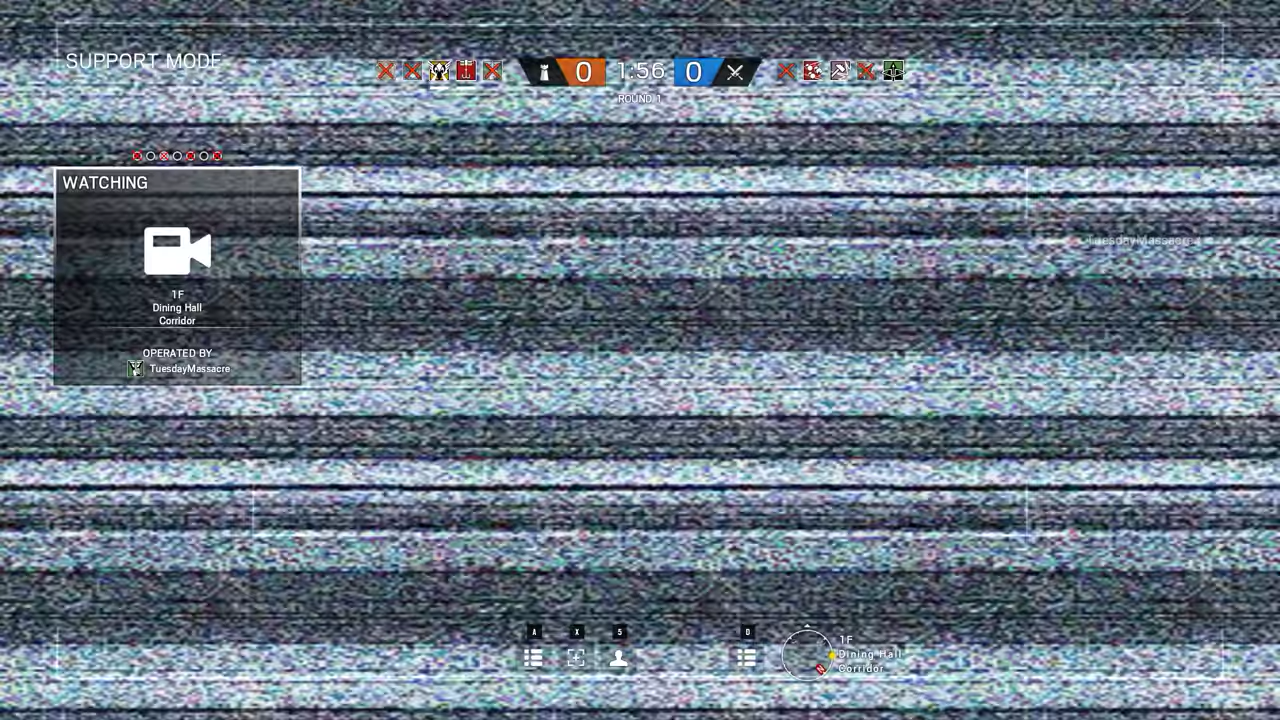 SUPPORT MODE
0 1:56 0
ROUND 1
WATCHING
1F
Dining Hall
Corridor
OPERATED BY
TuesdayMassacre
TuesdayMassacre
A X 5 D
1F
Dining Hall
Corridor